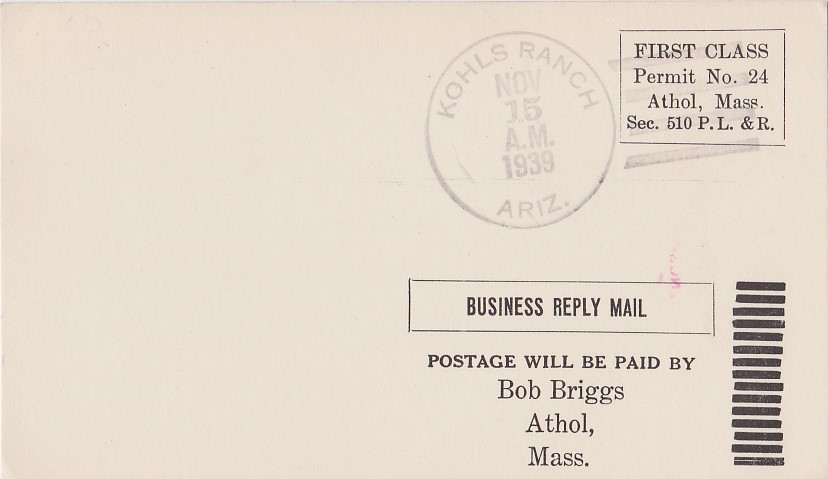 KOHLS RANCH
NOV
15
A.M.
1939
ARIZ.
FIRST CLASS
Permit No. 24
Athol, Mass.
Sec. 510 P. L. & R.
BUSINESS REPLY MAIL
POSTAGE WILL BE PAID BY
Bob Briggs
Athol,
Mass.